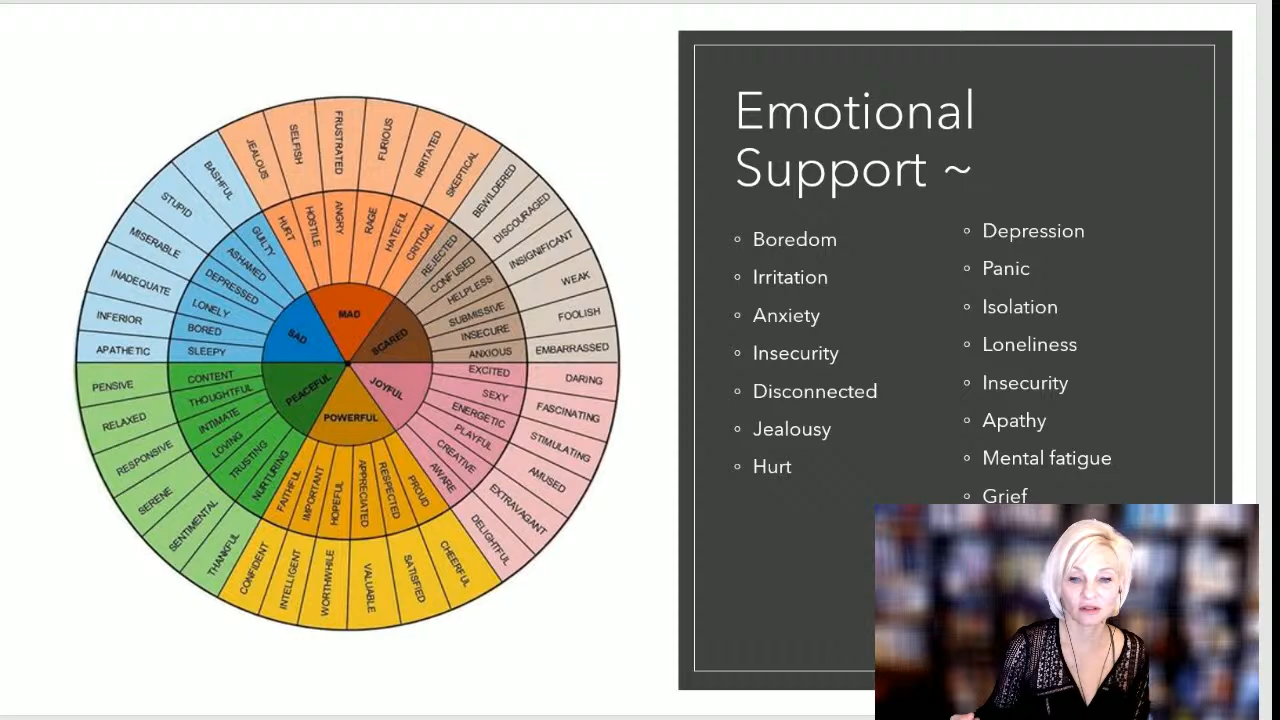 Emotional
Support ~
◦ Boredom
◦ Irritation
◦ Anxiety
◦ Insecurity
◦ Disconnected
◦ Jealousy
◦ Hurt
◦ Depression
◦ Panic
◦ Isolation
◦ Loneliness
◦ Insecurity
◦ Apathy
◦ Mental fatigue
◦ Grief
MAD
SCARED
JOYFUL
POWERFUL
PEACEFUL
SAD
HURT
HOSTILE
ANGRY
RAGE
HATEFUL
CRITICAL
REJECTED
CONFUSED
HELPLESS
SUBMISSIVE
INSECURE
ANXIOUS
EXCITED
SEXY
ENERGETIC
PLAYFUL
CREATIVE
AWARE
PROUD
RESPECTED
APPRECIATED
HOPEFUL
IMPORTANT
FAITHFUL
NURTURING
TRUSTING
LOVING
INTIMATE
THOUGHTFUL
CONTENT
SLEEPY
BORED
LONELY
DEPRESSED
ASHAMED
GUILTY
JEALOUS
SELFISH
FRUSTRATED
FURIOUS
IRRITATED
SKEPTICAL
BEWILDERED
DISCOURAGED
INSIGNIFICANT
WEAK
FOOLISH
EMBARRASSED
DARING
FASCINATING
STIMULATING
AMUSED
EXTRAVAGANT
DELIGHTFUL
CHEERFUL
SATISFIED
VALUABLE
WORTHWHILE
INTELLIGENT
CONFIDENT
THANKFUL
SENTIMENTAL
SERENE
RESPONSIVE
RELAXED
PENSIVE
APATHETIC
INFERIOR
INADEQUATE
MISERABLE
STUPID
BASHFUL